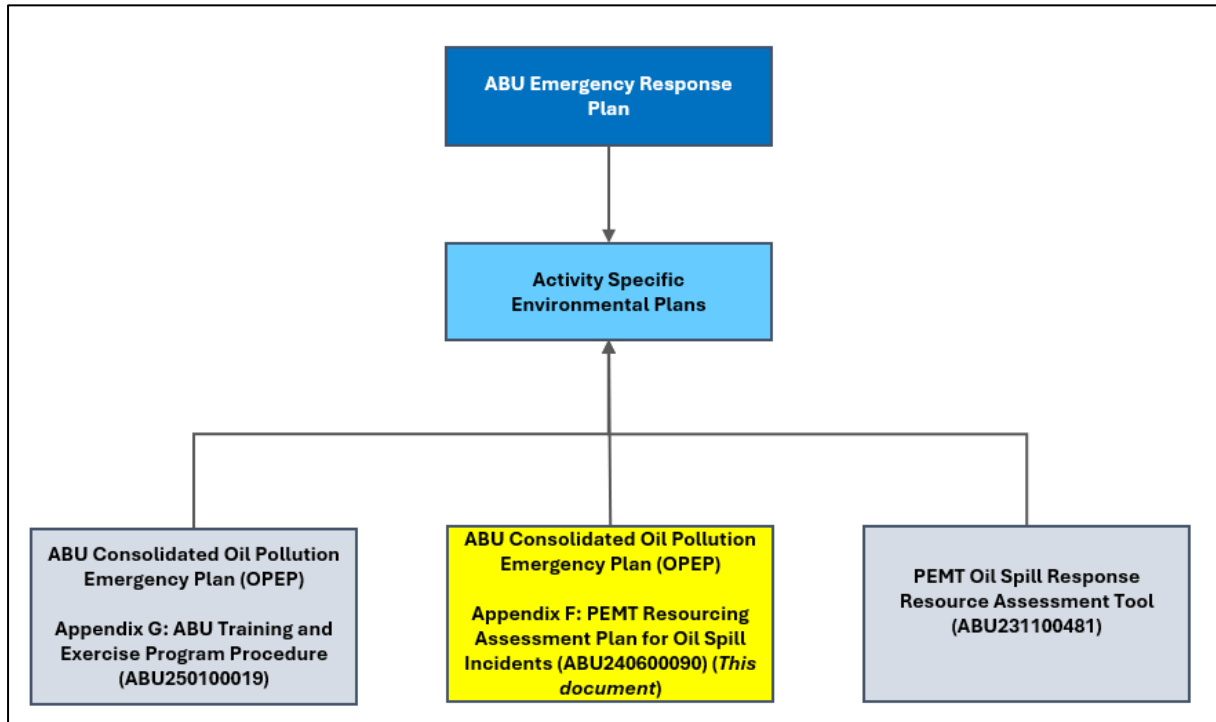 ABU Emergency Response
Plan
Activity Specific
Environmental Plans
ABU Consolidated Oil Pollution
Emergency Plan (OPEP)
Appendix G: ABU Training and
Exercise Program Procedure
(ABU250100019)
ABU Consolidated Oil Pollution
Emergency Plan (OPEP)
Appendix F: PEMT Resourcing
Assessment Plan for Oil Spill
Incidents (ABU240600090) (This
document)
PEMT Oil Spill Response
Resource Assessment Tool
(ABU231100481)